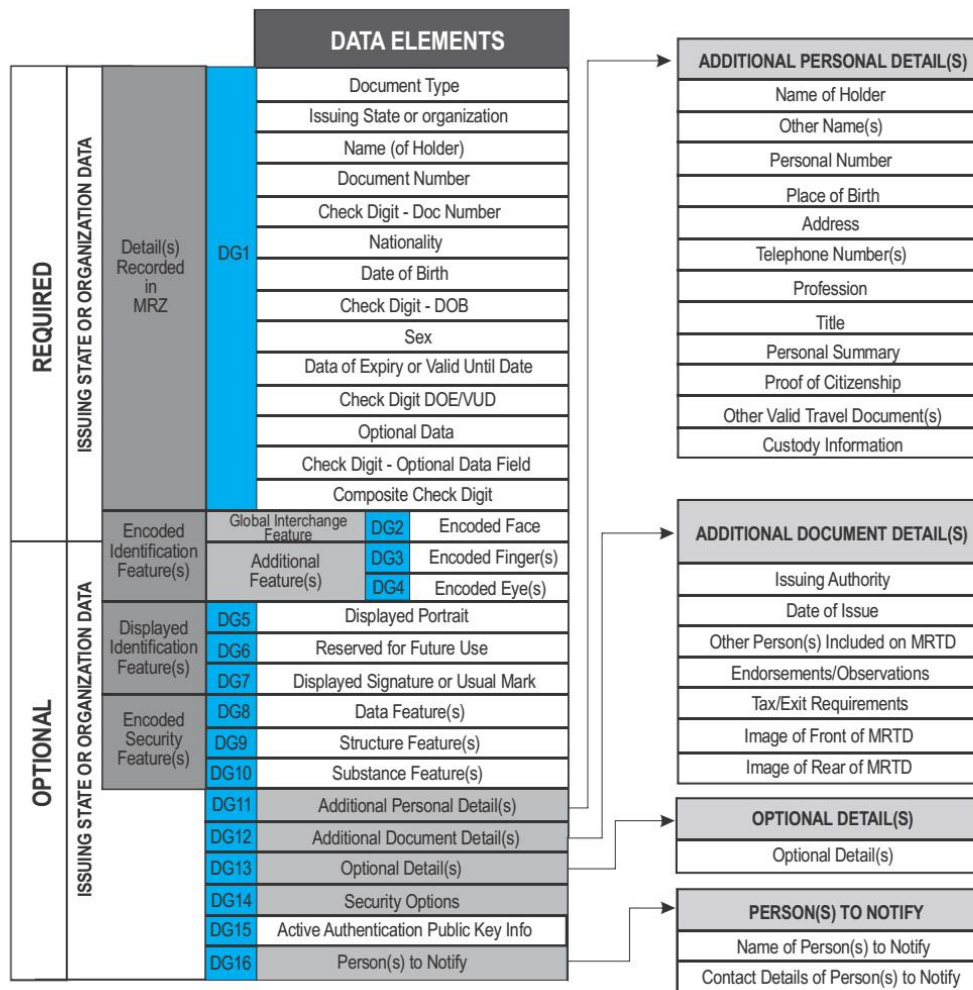 DATA ELEMENTS
REQUIRED
ISSUING STATE OR ORGANIZATION DATA
Detail(s)
Recorded
in
MRZ
DG1
Document Type
Issuing State or organization
Name (of Holder)
Document Number
Check Digit - Doc Number
Nationality
Date of Birth
Check Digit - DOB
Sex
Data of Expiry or Valid Until Date
Check Digit DOE/VUD
Optional Data
Check Digit - Optional Data Field
Composite Check Digit
Encoded
Identification
Feature(s)
Global Interchange
Feature
DG2
Encoded Face
OPTIONAL
ISSUING STATE OR ORGANIZATION DATA
Additional
Feature(s)
DG3
Encoded Finger(s)
DG4
Encoded Eye(s)
Displayed
Identification
Feature(s)
DG5
Displayed Portrait
DG6
Reserved for Future Use
DG7
Displayed Signature or Usual Mark
Encoded
Security
Feature(s)
DG8
Data Feature(s)
DG9
Structure Feature(s)
DG10
Substance Feature(s)
DG11
Additional Personal Detail(s)
DG12
Additional Document Detail(s)
DG13
Optional Detail(s)
DG14
Security Options
DG15
Active Authentication Public Key Info
DG16
Person(s) to Notify
ADDITIONAL PERSONAL DETAIL(S)
Name of Holder
Other Name(s)
Personal Number
Place of Birth
Address
Telephone Number(s)
Profession
Title
Personal Summary
Proof of Citizenship
Other Valid Travel Document(s)
Custody Information
ADDITIONAL DOCUMENT DETAIL(S)
Issuing Authority
Date of Issue
Other Person(s) Included on MRTD
Endorsements/Observations
Tax/Exit Requirements
Image of Front of MRTD
Image of Rear of MRTD
OPTIONAL DETAIL(S)
Optional Detail(s)
PERSON(S) TO NOTIFY
Name of Person(s) to Notify
Contact Details of Person(s) to Notify